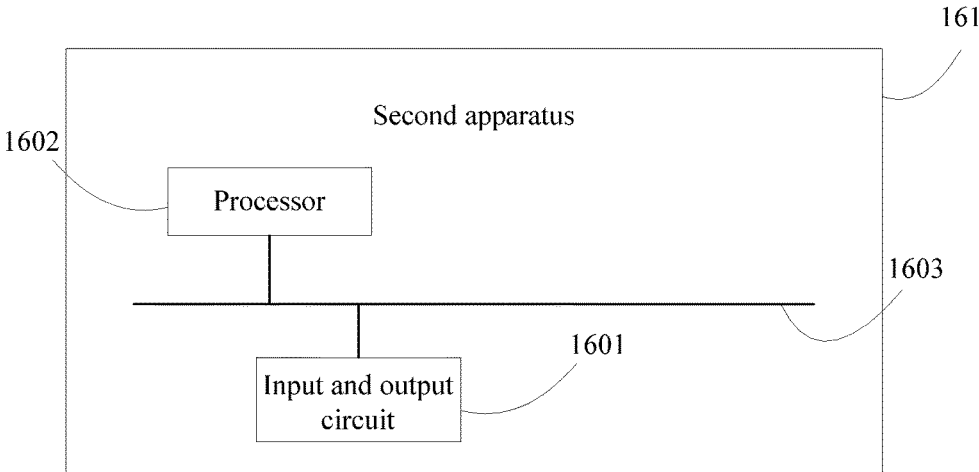 161
Second apparatus
1602
Processor
1603
1601
Input and output
circuit